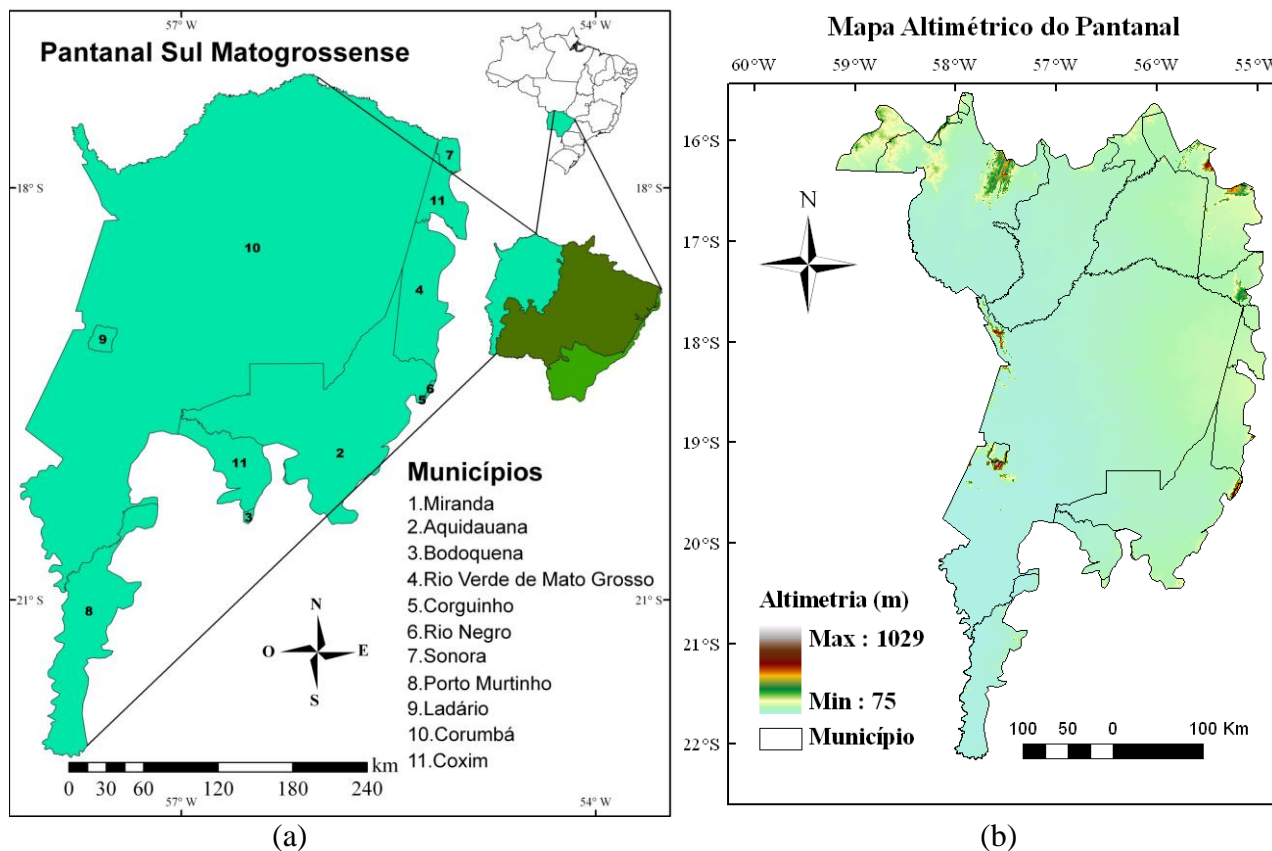 57° W
54° W
Pantanal Sul Matogrossense
18° S
18° S
7
11
10
4
9
6
5
2
11
3
8
Municípios
1.Miranda
2.Aquidauana
3.Bodoquena
4.Rio Verde de Mato Grosso
5.Corguinho
6.Rio Negro
7.Sonora
8.Porto Murtinho
9.Ladário
10.Corumbá
11.Coxim
21° S
21° S
N
O E
S
km
0 30 60 120 180 240
57° W
54° W
(a)
Mapa Altimétrico do Pantanal
60°W 59°W 58°W 57°W 56°W 55°W
16°S
17°S
18°S
19°S
20°S
21°S
22°S
N
Altimetria (m)
Max : 1029
Min : 75
Município
100 50 0 100 Km
(b)